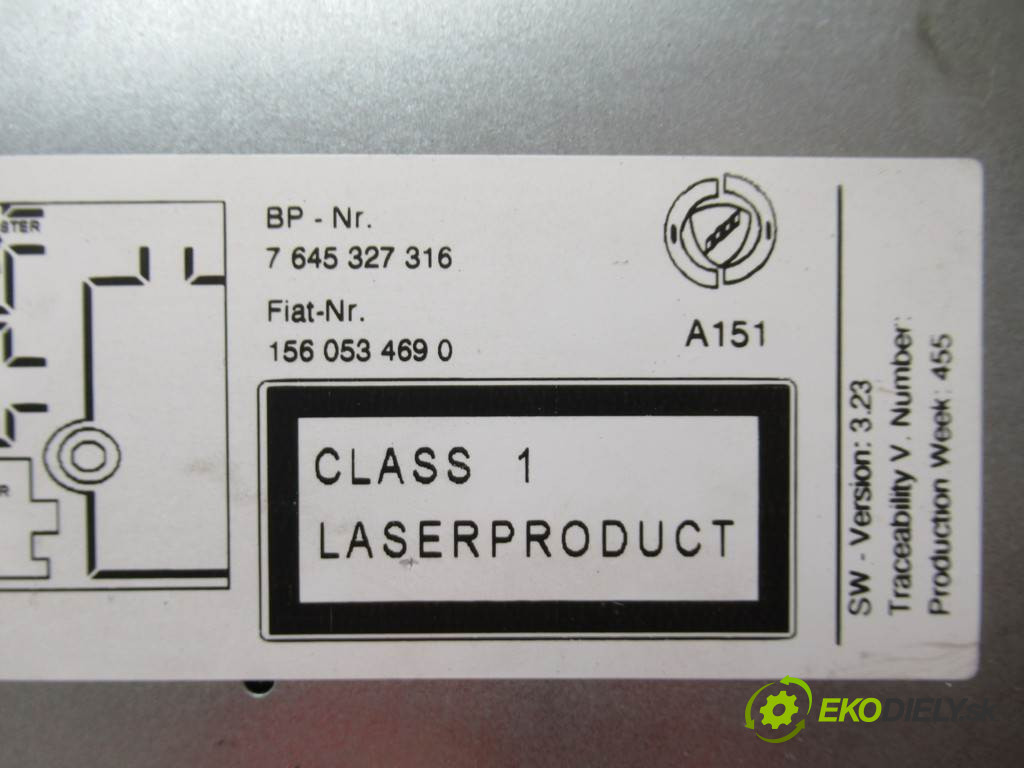 STER
R
BP - Nr.
7 645 327 316
Fiat-Nr.
156 053 469 0
A151
CLASS 1
LASERPRODUCT
SW - Version: 3.23
Traceability V. Number:
Production Week: 455
EKODIELY.sk